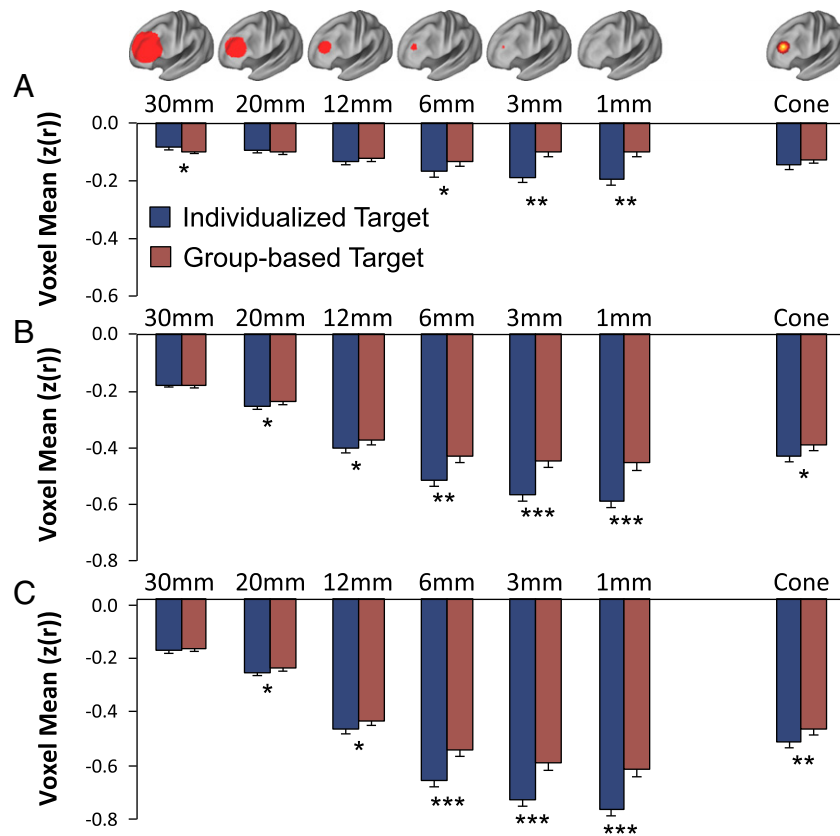 A
30mm 20mm 12mm 6mm 3mm 1mm Cone
Voxel Mean (z(r))
0.0
-0.2
-0.4
-0.6
* * ** **
Individualized Target
Group-based Target
B
30mm 20mm 12mm 6mm 3mm 1mm Cone
Voxel Mean (z(r))
0.0
-0.2
-0.4
-0.6
-0.8
* * ** *** *** *
C
30mm 20mm 12mm 6mm 3mm 1mm Cone
Voxel Mean (z(r))
0.0
-0.2
-0.4
-0.6
-0.8
* * *** *** *** **